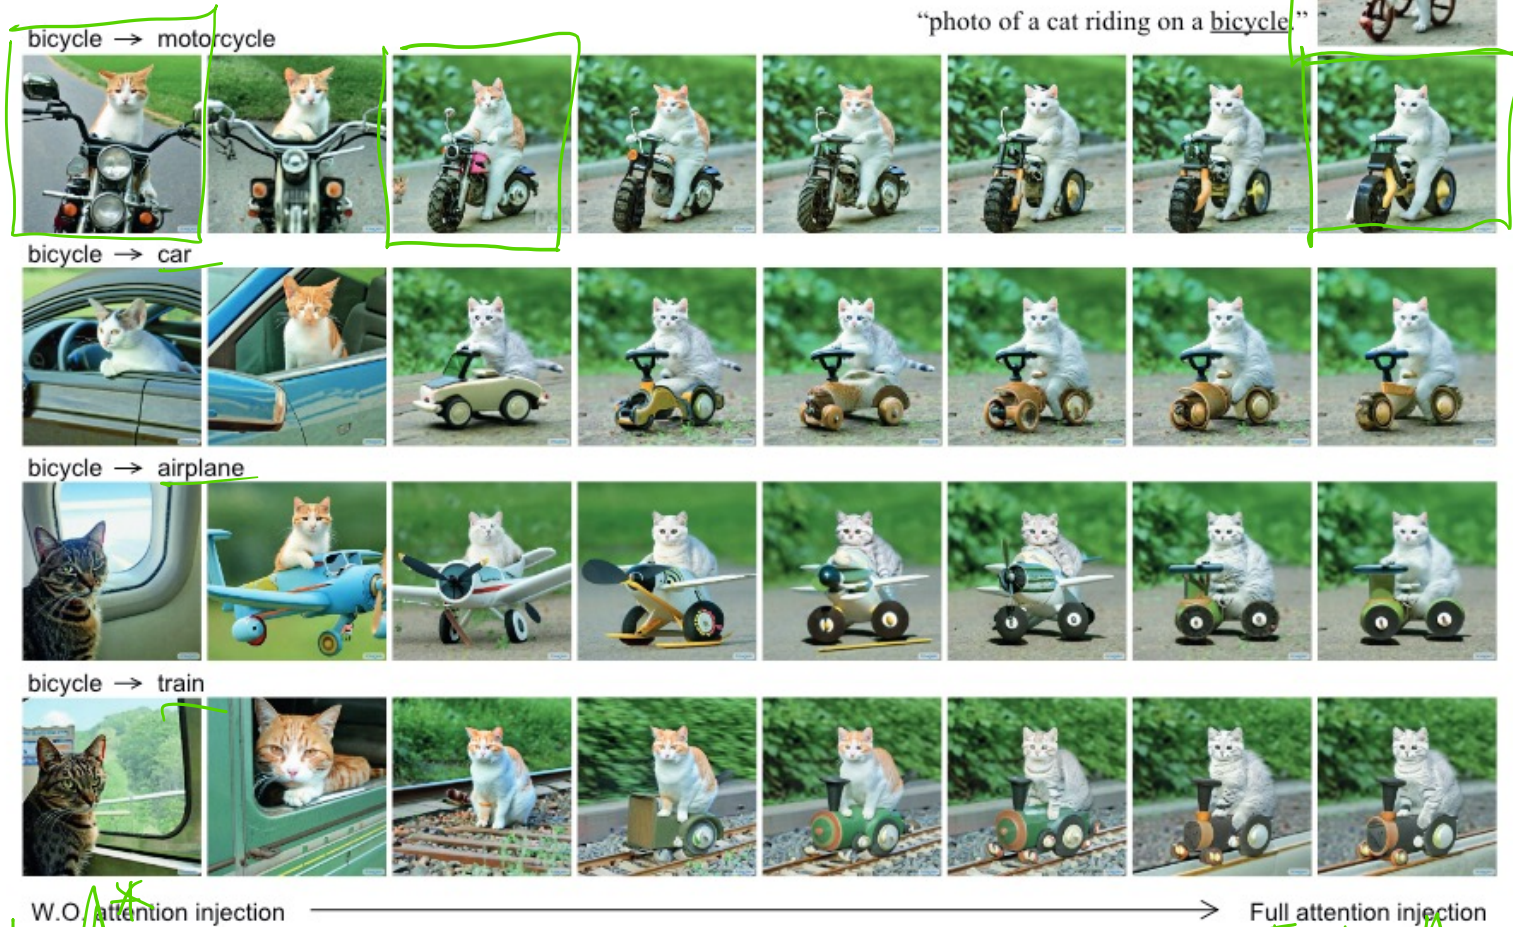 “photo of a cat riding on a bicycle.”
bicycle → motorcycle
bicycle → car
bicycle → airplane
bicycle → train
W.O. attention injection
Full attention injection